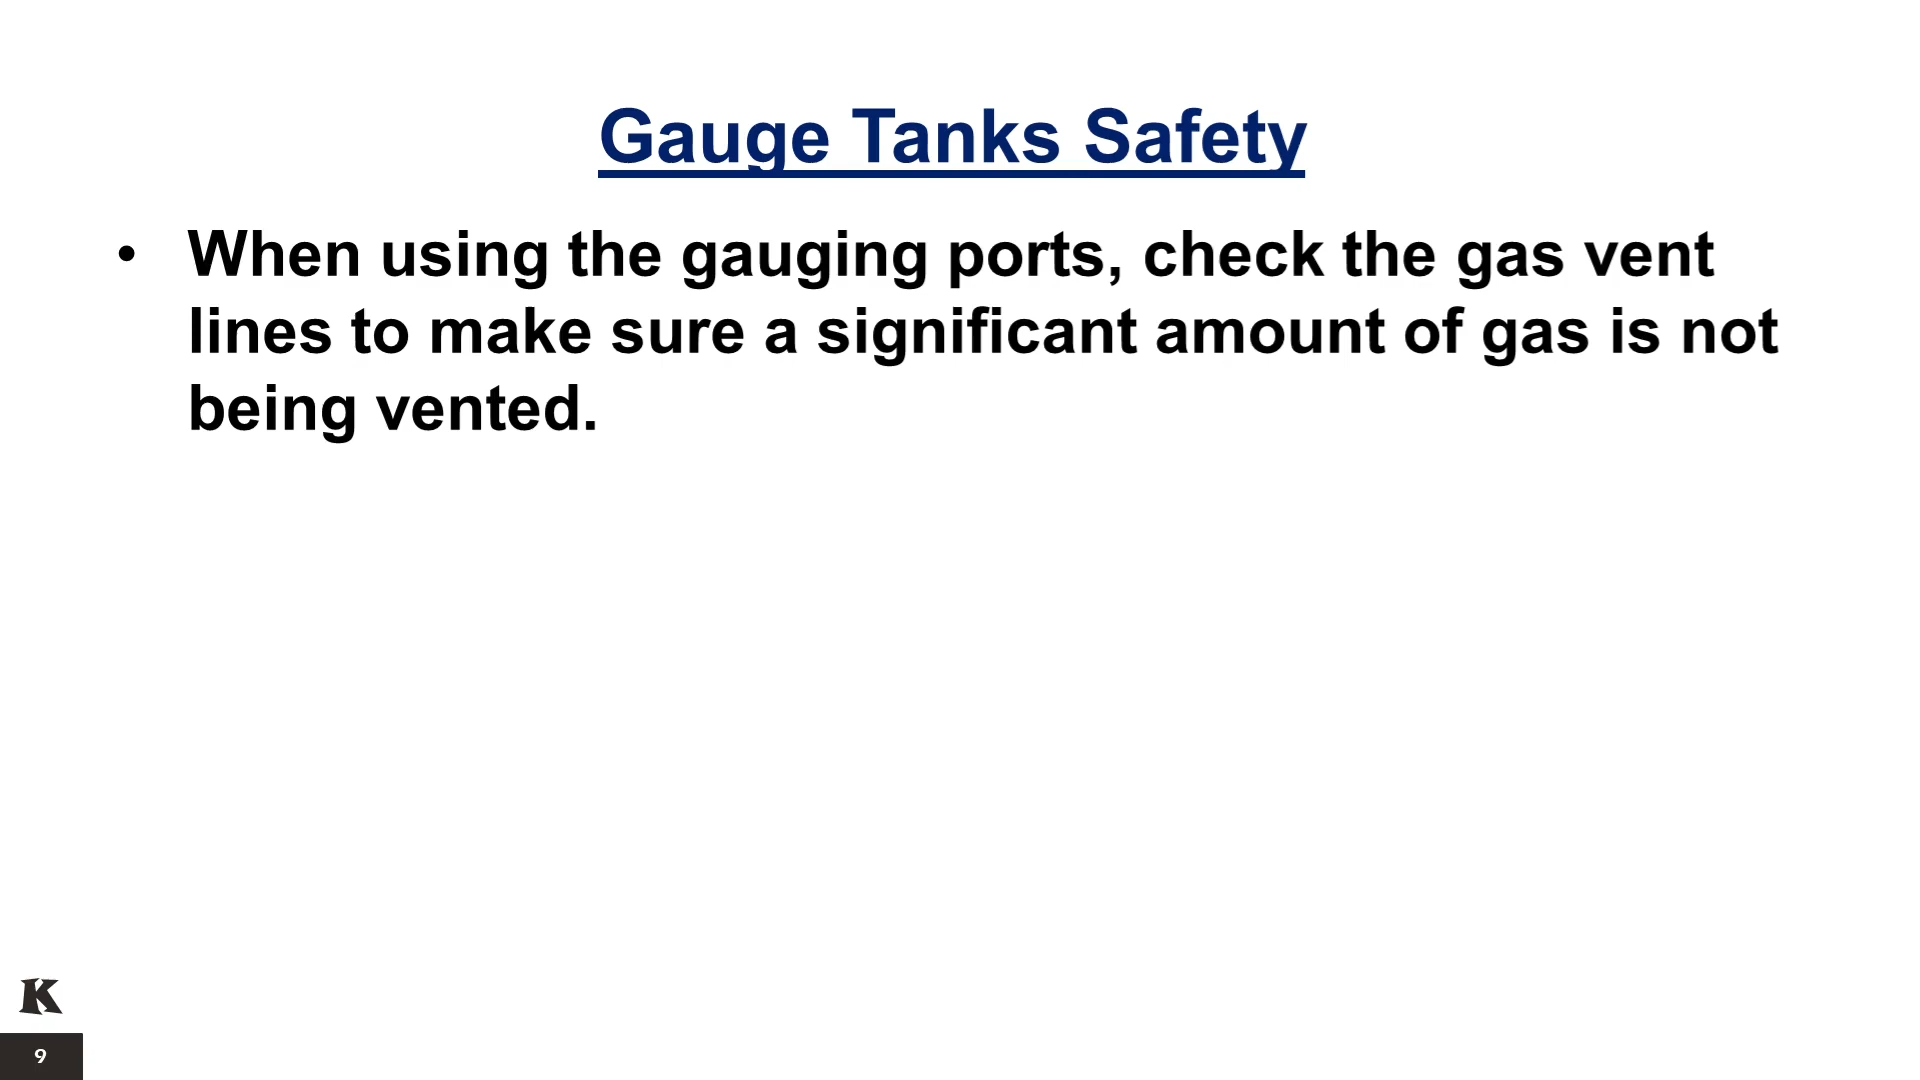 Gauge Tanks Safety
• When using the gauging ports, check the gas vent
lines to make sure a significant amount of gas is not
being vented.
K
9